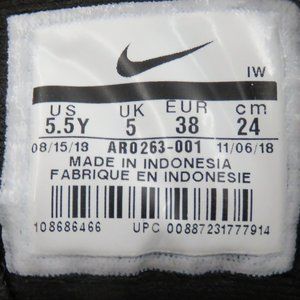 IW
US UK EUR cm
5.5Y 5 38 24
08/15/18 AR0263-001 11/06/18
MADE IN INDONESIA
FABRIQUE EN INDONESIE
108686466 UPC 00887231777914